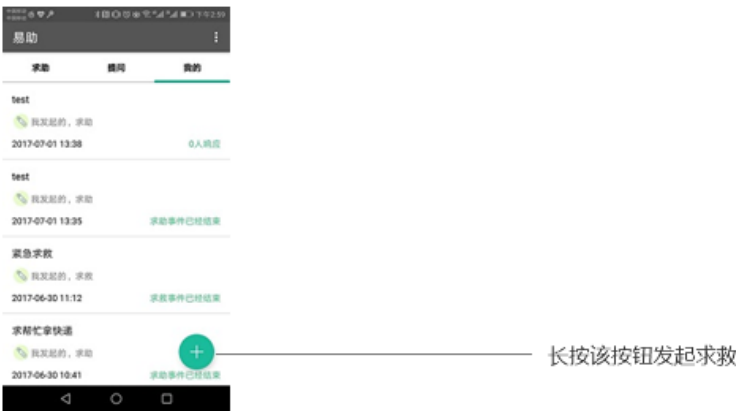 下午2:59
易助
求助 提问 我的
test
我发起的，求助
2017-07-01 13:38 0人响应
test
我发起的，求助
2017-07-01 13:35 求助事件已经结束
紧急求救
我发起的，求救
2017-06-30 11:12 求救事件已经结束
求帮忙拿快递
我发起的，求助
2017-06-30 10:41 求助事件已经结束
长按该按钮发起求救